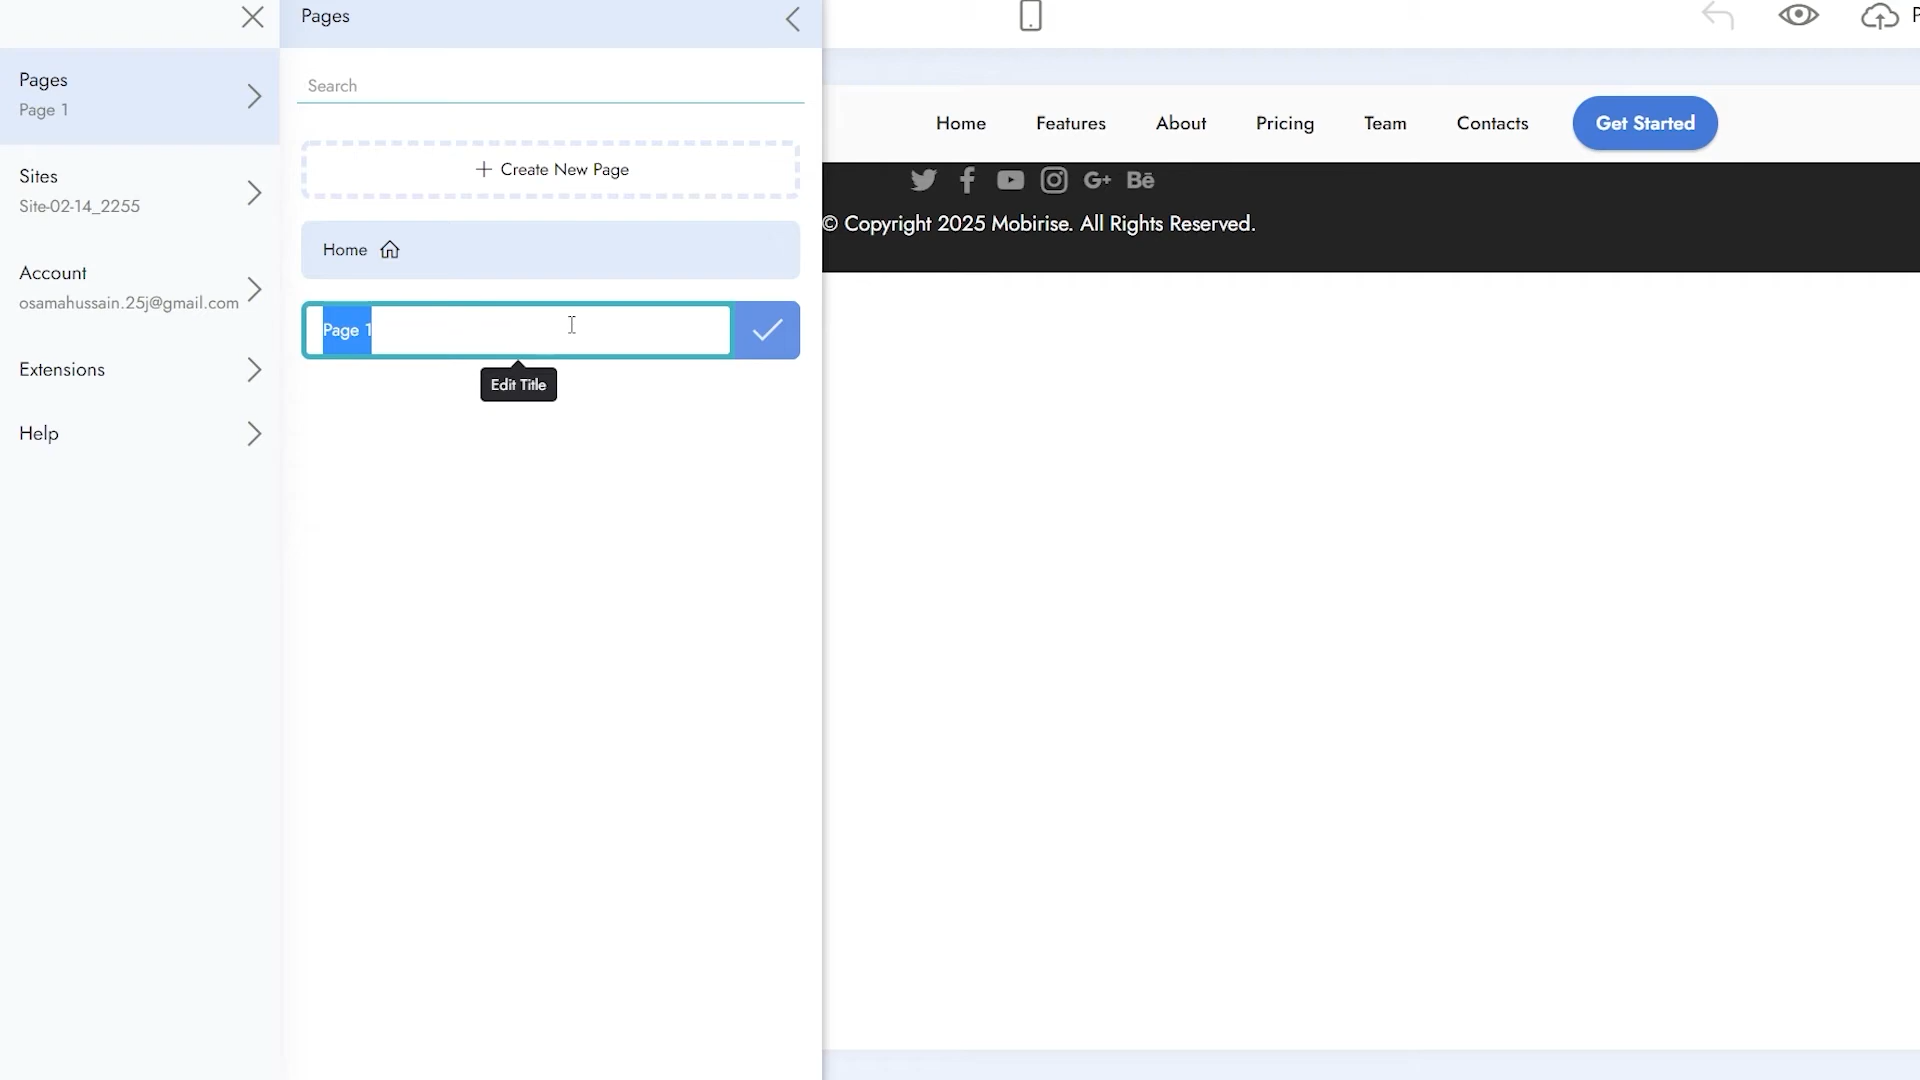 Pages
Pages
Page 1
Sites
Site-02-14_2255
Account
osamahussain.25j@gmail.com
Extensions
Help
Search
Create New Page
Home
Page 1
Edit Title
Home Features About Pricing Team Contacts Get Started
G+ Bē
© Copyright 2025 Mobirise. All Rights Reserved.